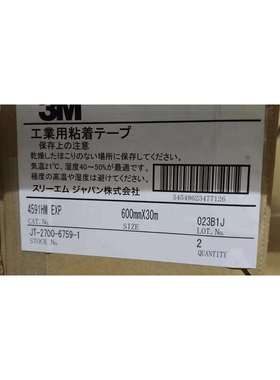 3M
工業用粘着テープ
保存上の注意
乾燥したほこりのない場所に保存してください。
気温21℃、湿度40~50%が最適です。
極度の高温や湿度は避けてください。
スリーエム ジャパン株式会社
54549623477126
4591HM EXP 600mmX30m 023B1J
CAT.No. SIZE LOT.No.
JT-2700-6759-1 2
STOCK No. QUANTITY